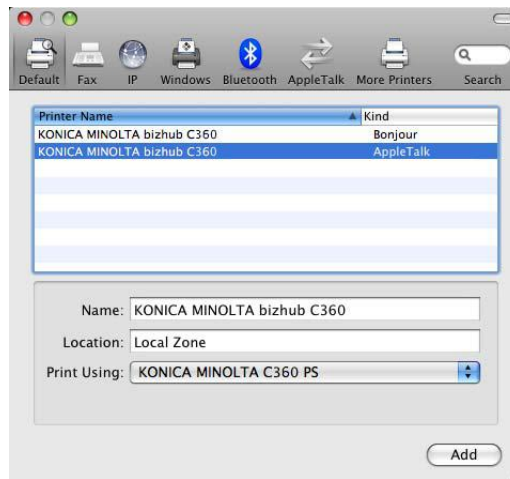 Default Fax IP Windows Bluetooth AppleTalk More Printers Search
Printer Name Kind
KONICA MINOLTA bizhub C360 Bonjour
KONICA MINOLTA bizhub C360 AppleTalk
Name: KONICA MINOLTA bizhub C360
Location: Local Zone
Print Using: KONICA MINOLTA C360 PS
Add